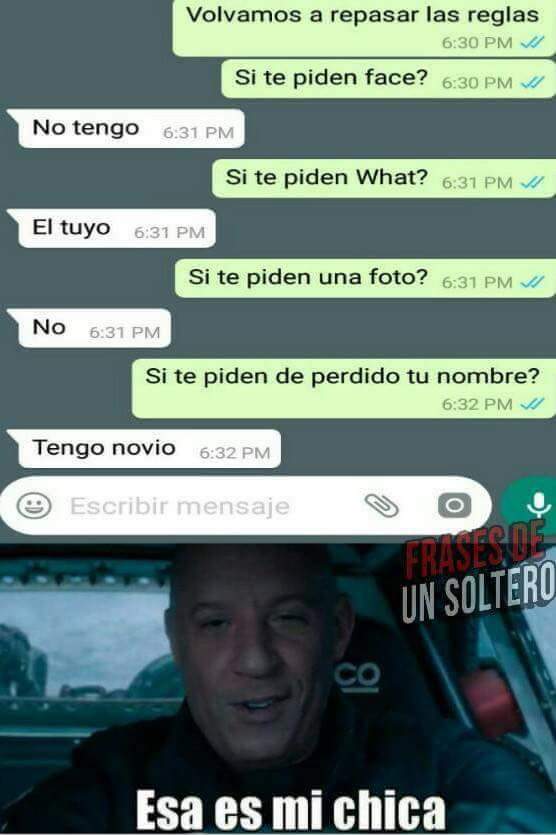 Volvamos a repasar las reglas
6:30 PM
Si te piden face? 6:30 PM
No tengo 6:31 PM
Si te piden What? 6:31 PM
El tuyo 6:31 PM
Si te piden una foto? 6:31 PM
No 6:31 PM
Si te piden de perdido tu nombre?
6:32 PM
Tengo novio 6:32 PM
Escribir mensaje
FRASES DE
UN SOLTERO
CO
Esa es mi chica